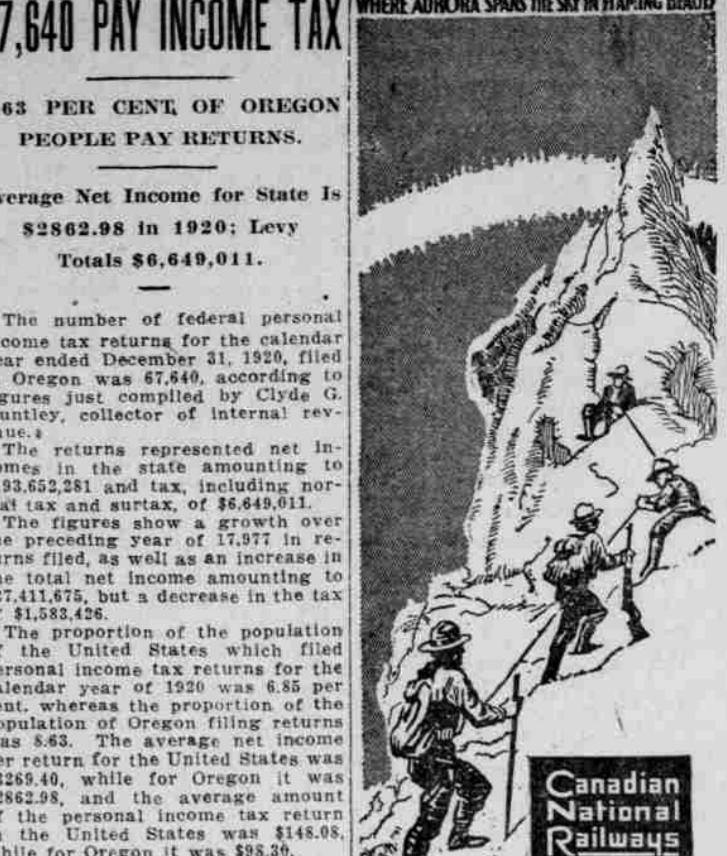 7,640 PAY INCOME TAX
63 PER CENT OF OREGON
PEOPLE PAY RETURNS.
verage Net Income for State Is
$2862.98 in 1920; Levy
Totals $6,649,011.
The number of federal personal
come tax returns for the calendar
ear ended December 31, 1920, filed
Oregon was 67,640, according to
gures just compiled by Clyde G.
untley, collector of internal rev-
nue.
The returns represented net in-
omes in the state amounting to
93,652,281 and tax, including nor-
al tax and surtax, of $6,649,011.
The figures show a growth over
e preceding year of 17,977 in re-
urns filed, as well as an increase in
e total net income amounting to
27,411,675, but a decrease in the tax
f $1,583,426.
The proportion of the population
f the United States which filed
ersonal income tax returns for the
alendar year of 1920 was 6.85 per
ent, whereas the proportion of the
opulation of Oregon filing returns
as 8.63. The average net income
er return for the United States was
3269.40, while for Oregon it was
2862.98, and the average amount
f the personal income tax return
n the United States was $148.08,
hile for Oregon it was $98.30.
WHERE AURORA SPANS THE SKY IN FLAMING BEAUTY
Canadian
National
Railways